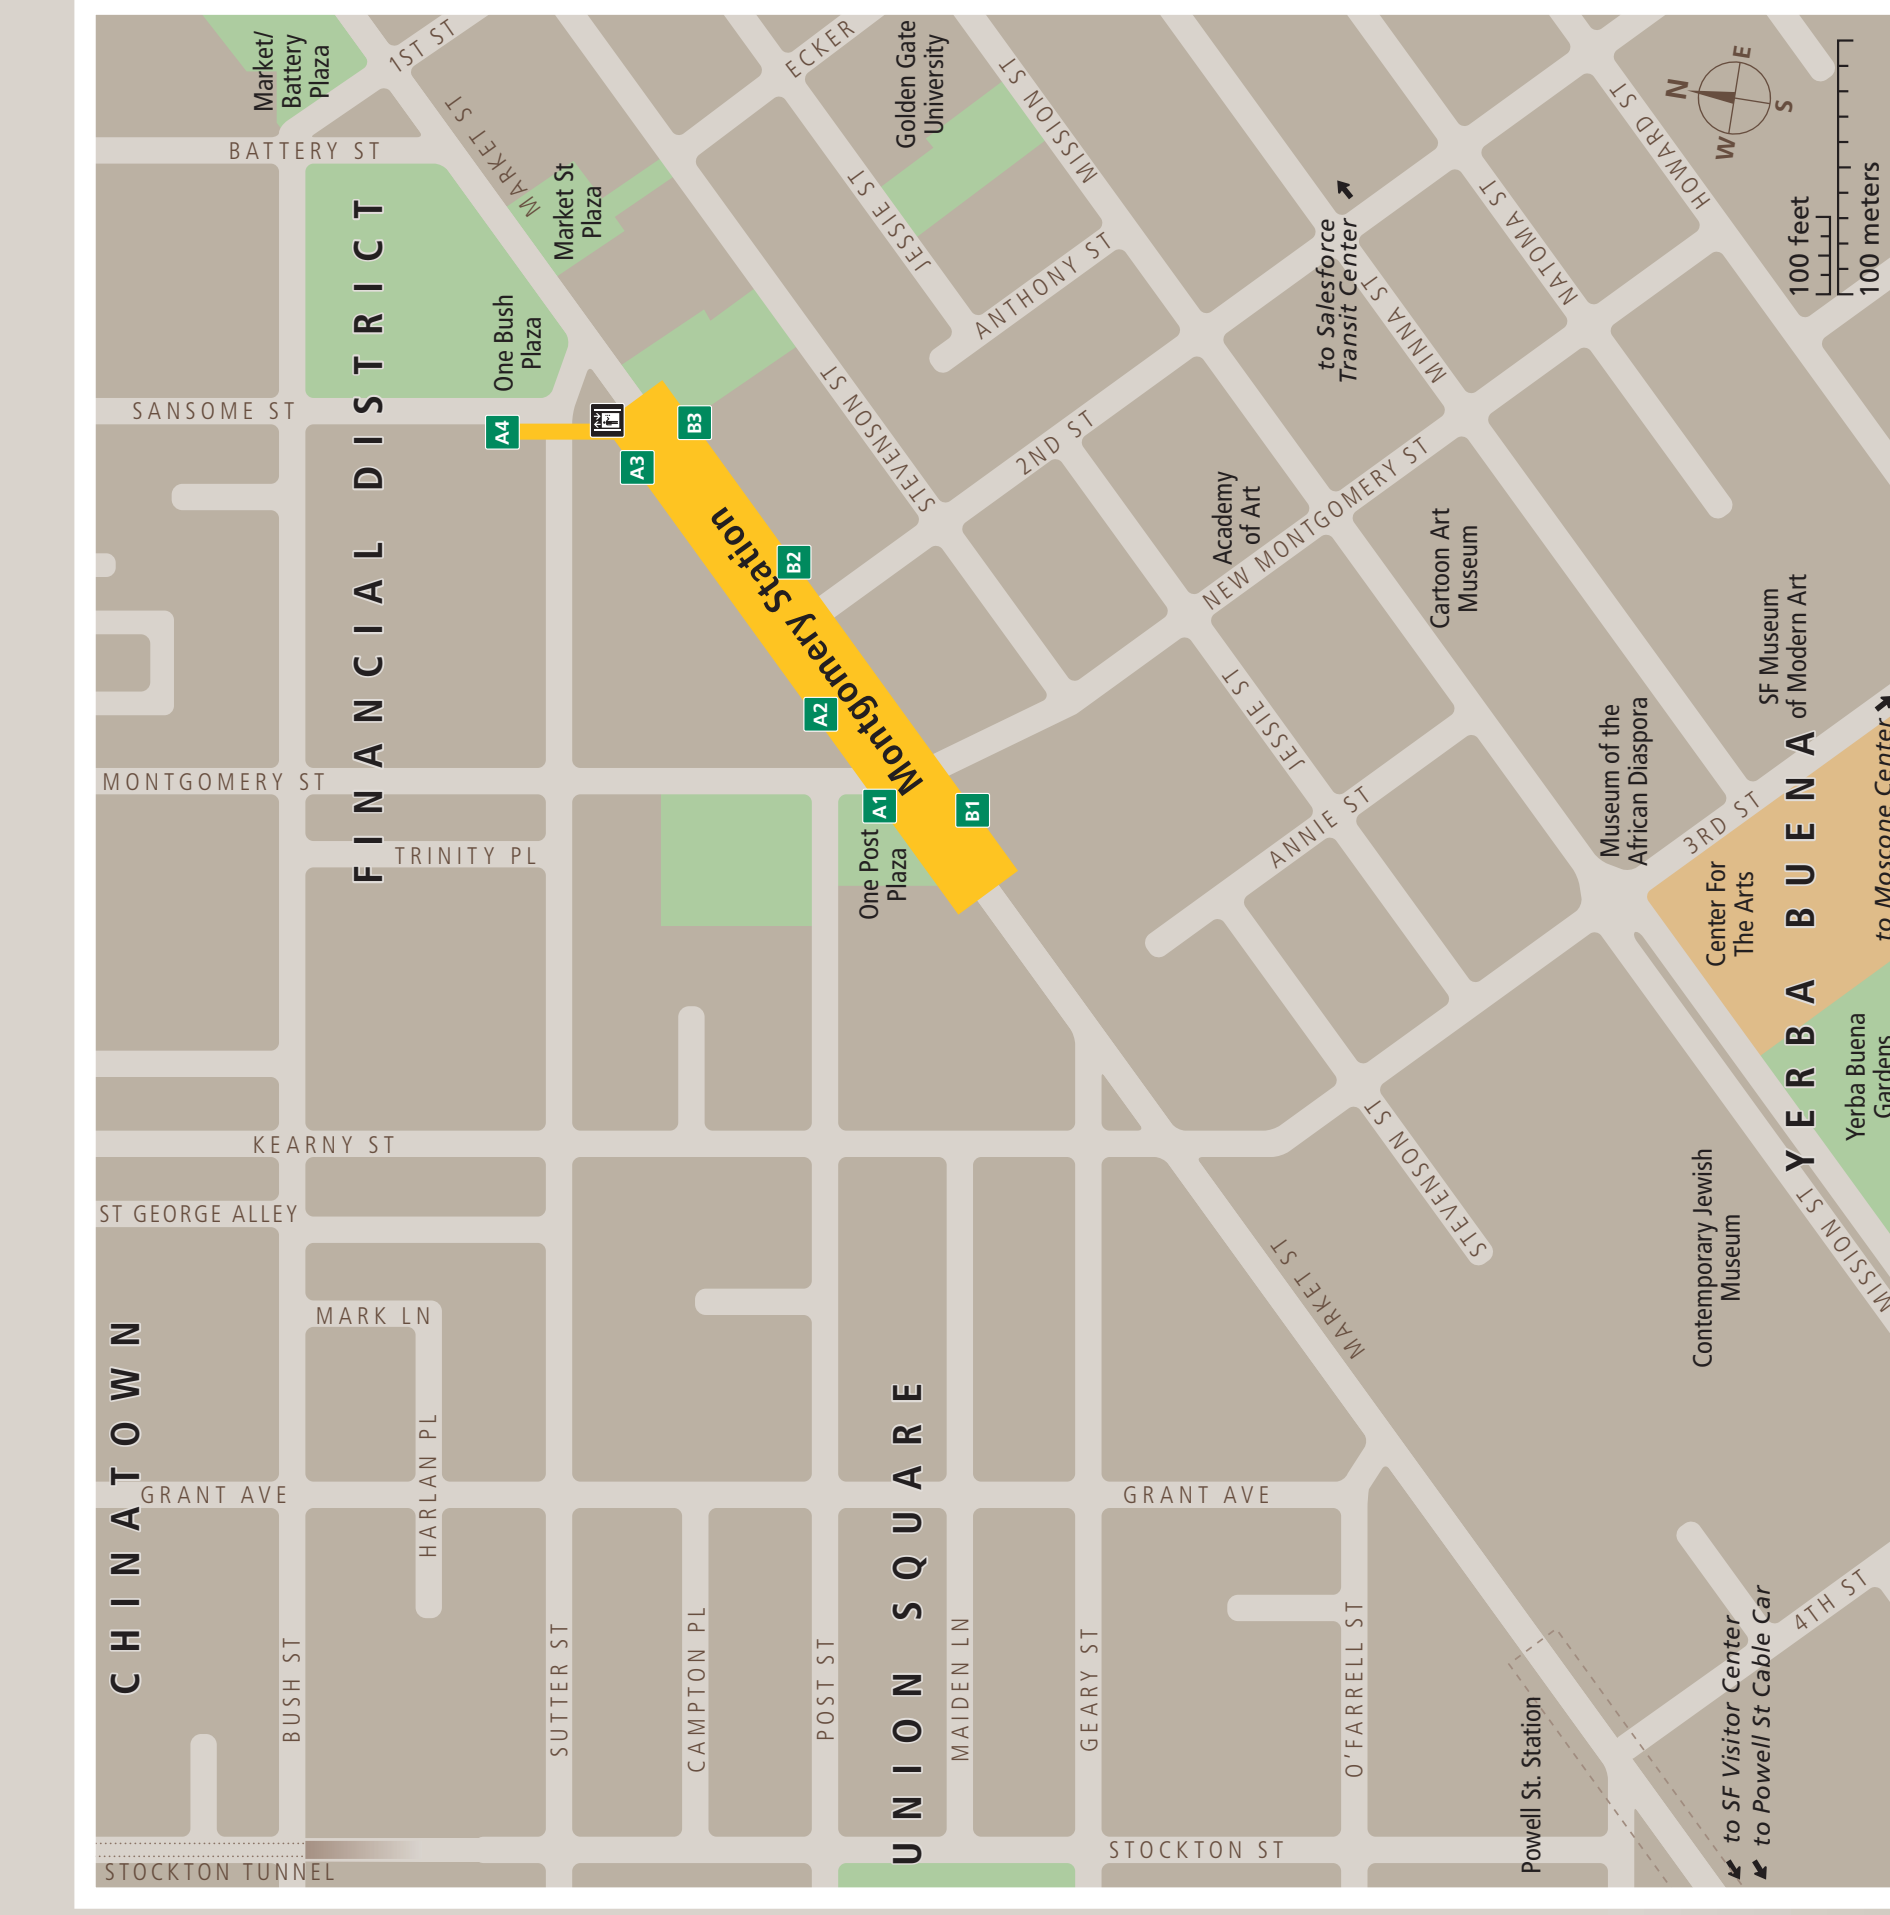 Market/
Battery
Plaza
1ST ST
ECKER
Golden Gate
University
MISSION ST
HOWARD ST
N
E
S
W
100 feet
100 meters
BATTERY ST
MARKET ST
Market St
Plaza
JESSIE ST
ANTHONY ST
to Salesforce
Transit Center
MINNA ST
NATOMA ST
FINANCIAL DISTRICT
One Bush
Plaza
SANSOME ST
A4
A3
B3
STEVENSON ST
2ND ST
Montgomery Station
B2
A2
A1
B1
Academy
of Art
NEW MONTGOMERY ST
Cartoon Art
Museum
SF Museum
of Modern Art
MONTGOMERY ST
TRINITY PL
One Post
Plaza
JESSIE ST
ANNIE ST
Museum of the
African Diaspora
3RD ST
Center For
The Arts
YERBA BUENA
to Moscone Center
Yerba Buena
Gardens
KEARNY ST
ST GEORGE ALLEY
STEVENSON ST
MARKET ST
Contemporary Jewish
Museum
MISSION ST
CHINATOWN
MARK LN
HARLAN PL
GRANT AVE
GRANT AVE
UNION SQUARE
BUSH ST
SUTTER ST
CAMPTON PL
POST ST
MAIDEN LN
GEARY ST
O'FARRELL ST
4TH ST
Powell St. Station
to SF Visitor Center
to Powell St Cable Car
STOCKTON TUNNEL
STOCKTON ST